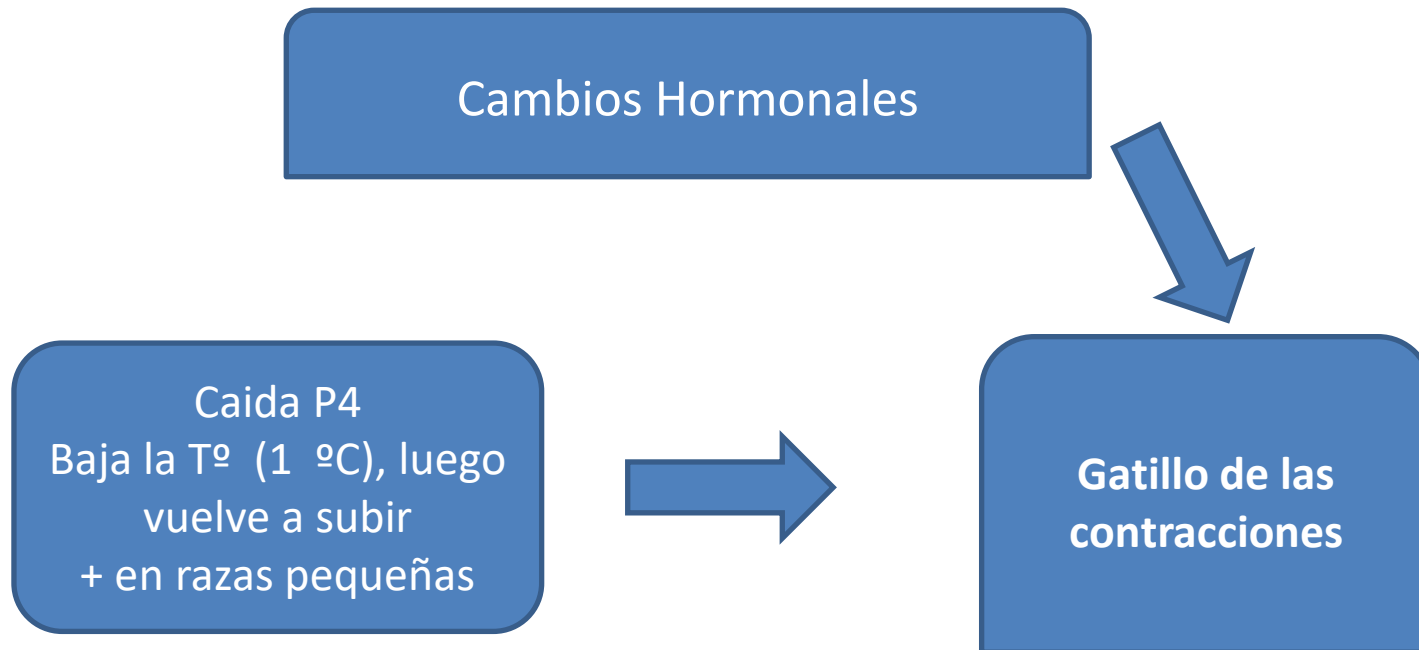 Cambios Hormonales
Caida P4
Baja la Tº (1 ºC), luego
vuelve a subir
+ en razas pequeñas
Gatillo de las
contracciones